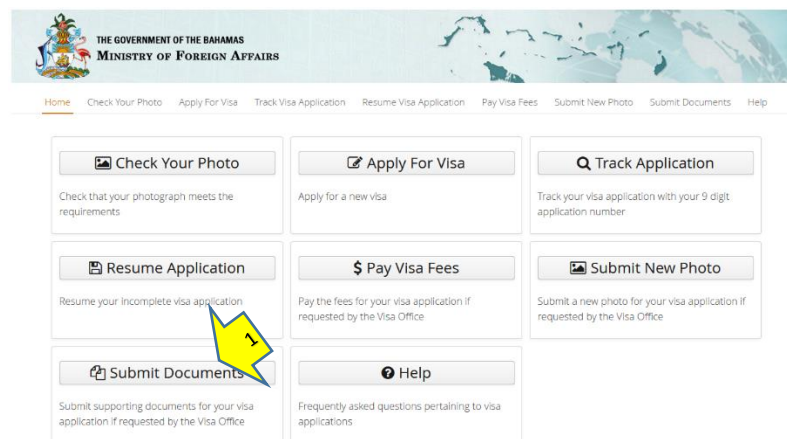 THE GOVERNMENT OF THE BAHAMAS
MINISTRY OF FOREIGN AFFAIRS
Home Check Your Photo Apply For Visa Track Visa Application Resume Visa Application Pay Visa Fees Submit New Photo Submit Documents Help
Check Your Photo
Check that your photograph meets the
requirements
Apply For Visa
Apply for a new visa
Track Application
Track your visa application with your 9 digit
application number
Resume Application
Resume your incomplete visa application
$ Pay Visa Fees
Pay the fees for your visa application if
requested by the Visa Office
Submit New Photo
Submit a new photo for your visa application if
requested by the Visa Office
1
Submit Documents
Submit supporting documents for your visa
application if requested by the Visa Office
Help
Frequently asked questions pertaining to visa
applications